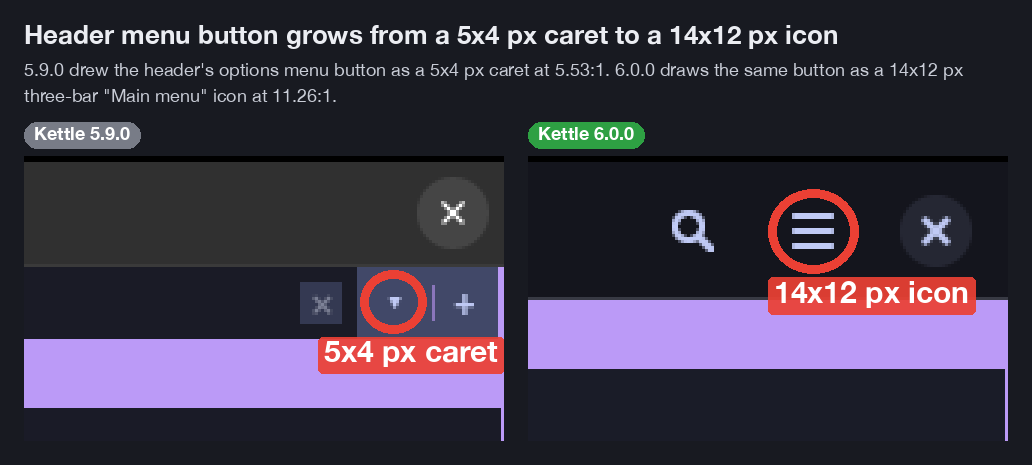 Header menu button grows from a 5x4 px caret to a 14x12 px icon
5.9.0 drew the header's options menu button as a 5x4 px caret at 5.53:1. 6.0.0 draws the same button as a 14x12 px
three-bar "Main menu" icon at 11.26:1.
Kettle 5.9.0
Kettle 6.0.0
14x12 px icon
5x4 px caret